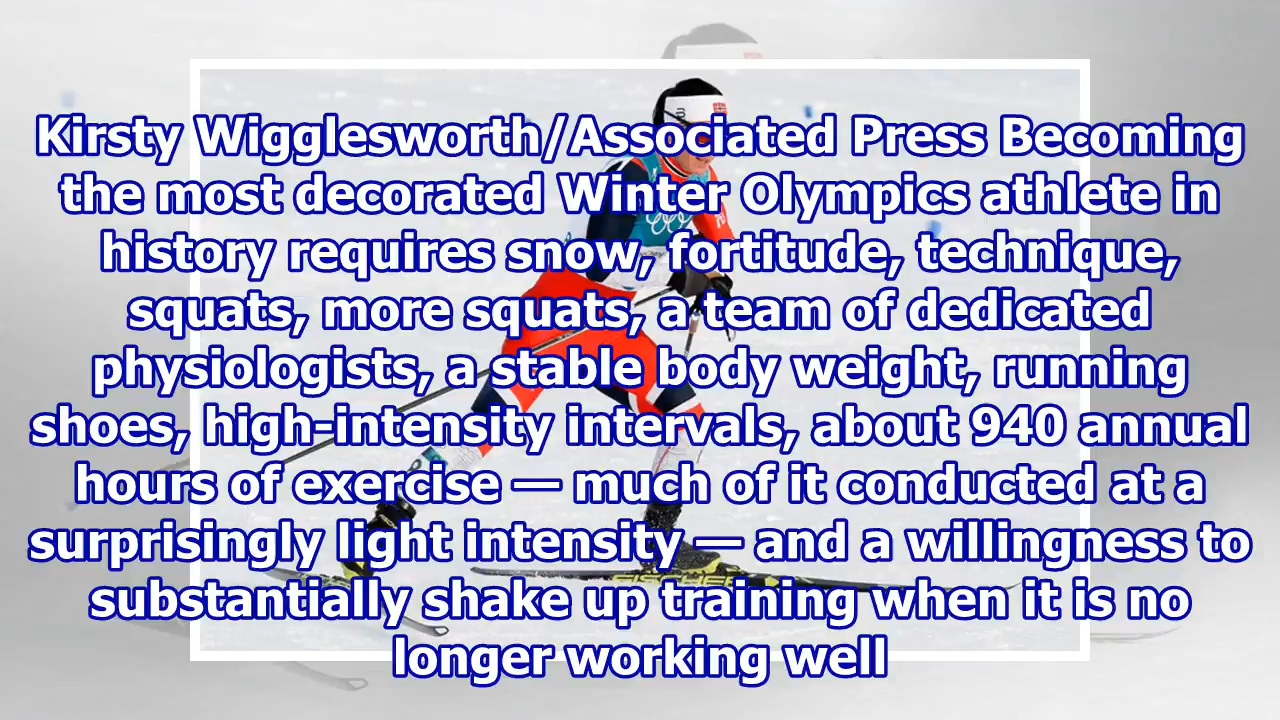 Kirsty Wigglesworth/Associated Press Becoming
the most decorated Winter Olympics athlete in
history requires snow, fortitude, technique,
squats, more squats, a team of dedicated
physiologists, a stable body weight, running
shoes, high-intensity intervals, about 940 annual
hours of exercise — much of it conducted at a
surprisingly light intensity — and a willingness to
substantially shake up training when it is no
longer working well
FISCHER